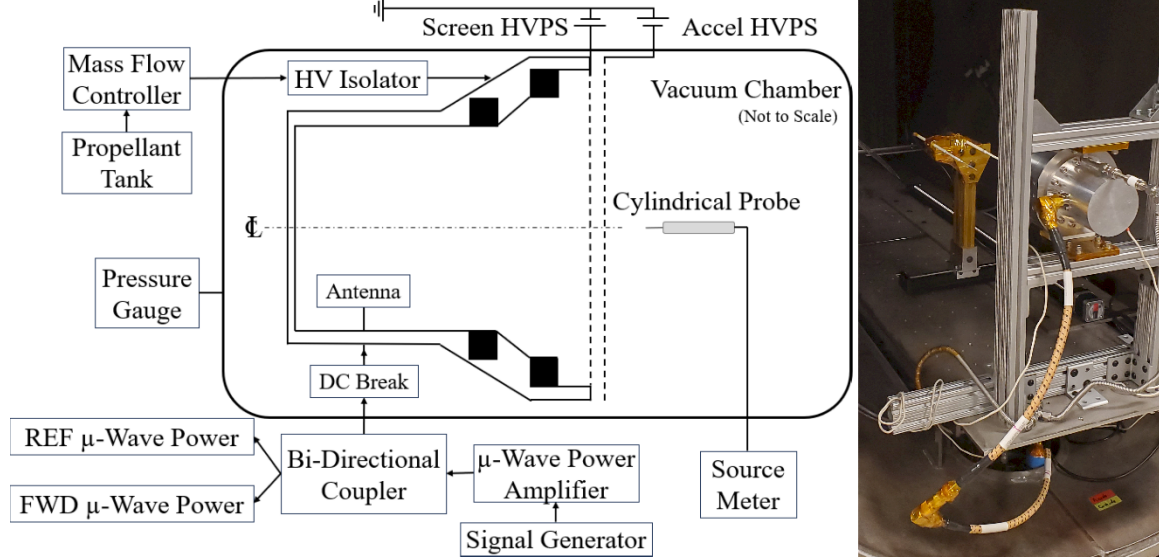 Screen HVPS
Accel HVPS
Mass Flow
Controller
HV Isolator
Vacuum Chamber
(Not to Scale)
Propellant
Tank
Cylindrical Probe
℄
Pressure
Gauge
Antenna
DC Break
REF μ-Wave Power
FWD μ-Wave Power
Bi-Directional
Coupler
μ-Wave Power
Amplifier
Source
Meter
Signal Generator